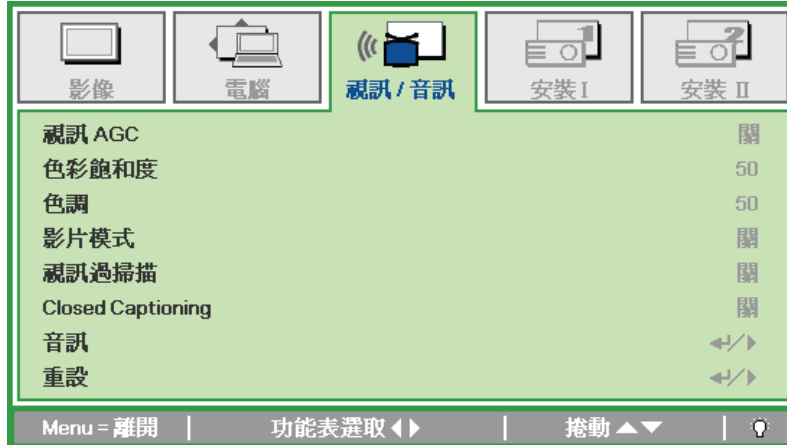 影像 電腦 視訊 / 音訊 安裝 I 安裝 II
視訊 AGC 關
色彩飽和度 50
色調 50
影片模式 關
視訊過掃描 關
Closed Captioning 關
音訊
重設
Menu = 離開 功能表選取 捲動